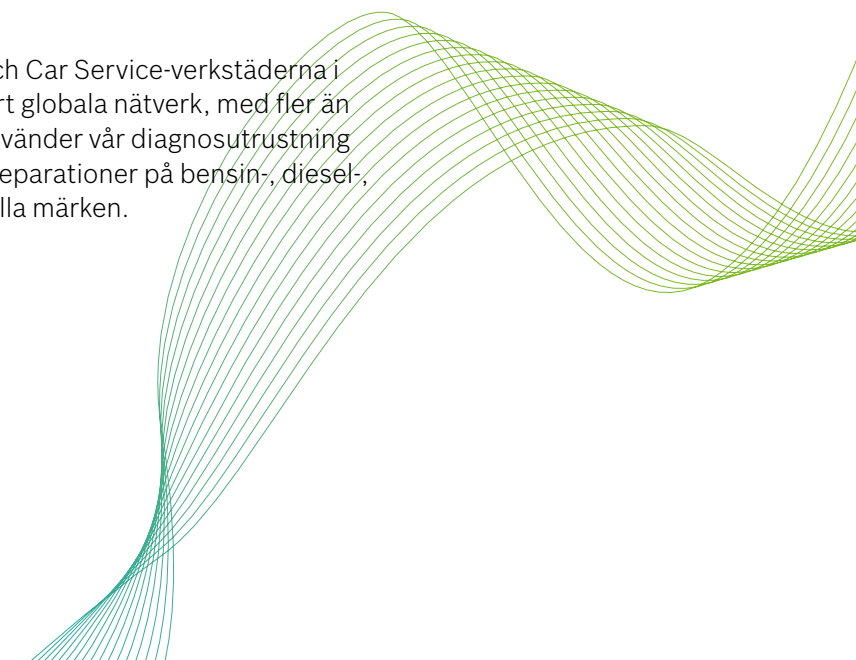 ch Car Service-verkstäderna i
rt globala nätverk, med fler än
vänder vår diagnosutrustning
eparationer på bensin-, diesel-,
lla märken.